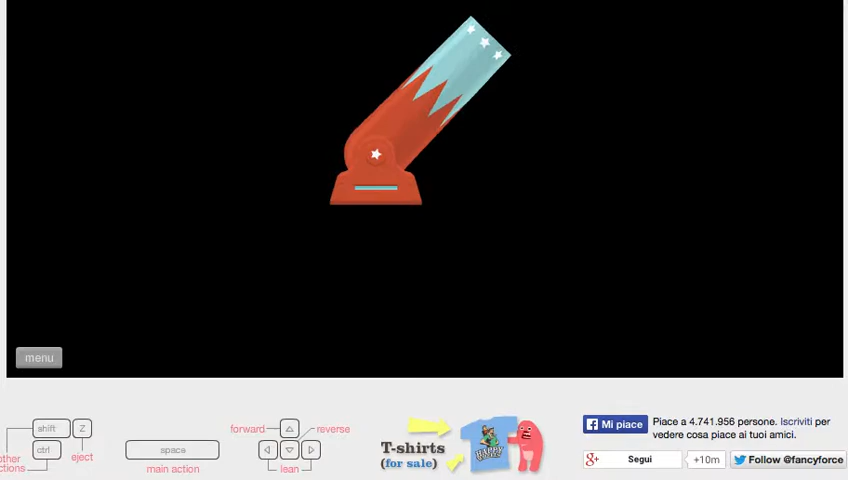 menu
shift
Z
ctrl
other
actions
eject
space
main action
forward
reverse
lean
T-shirts
(for sale)
HAPPY
Mi piace
Piace a 4.741.956 persone. Iscriviti per
vedere cosa piace ai tuoi amici.
Segui
+10m
Follow @fancyforce